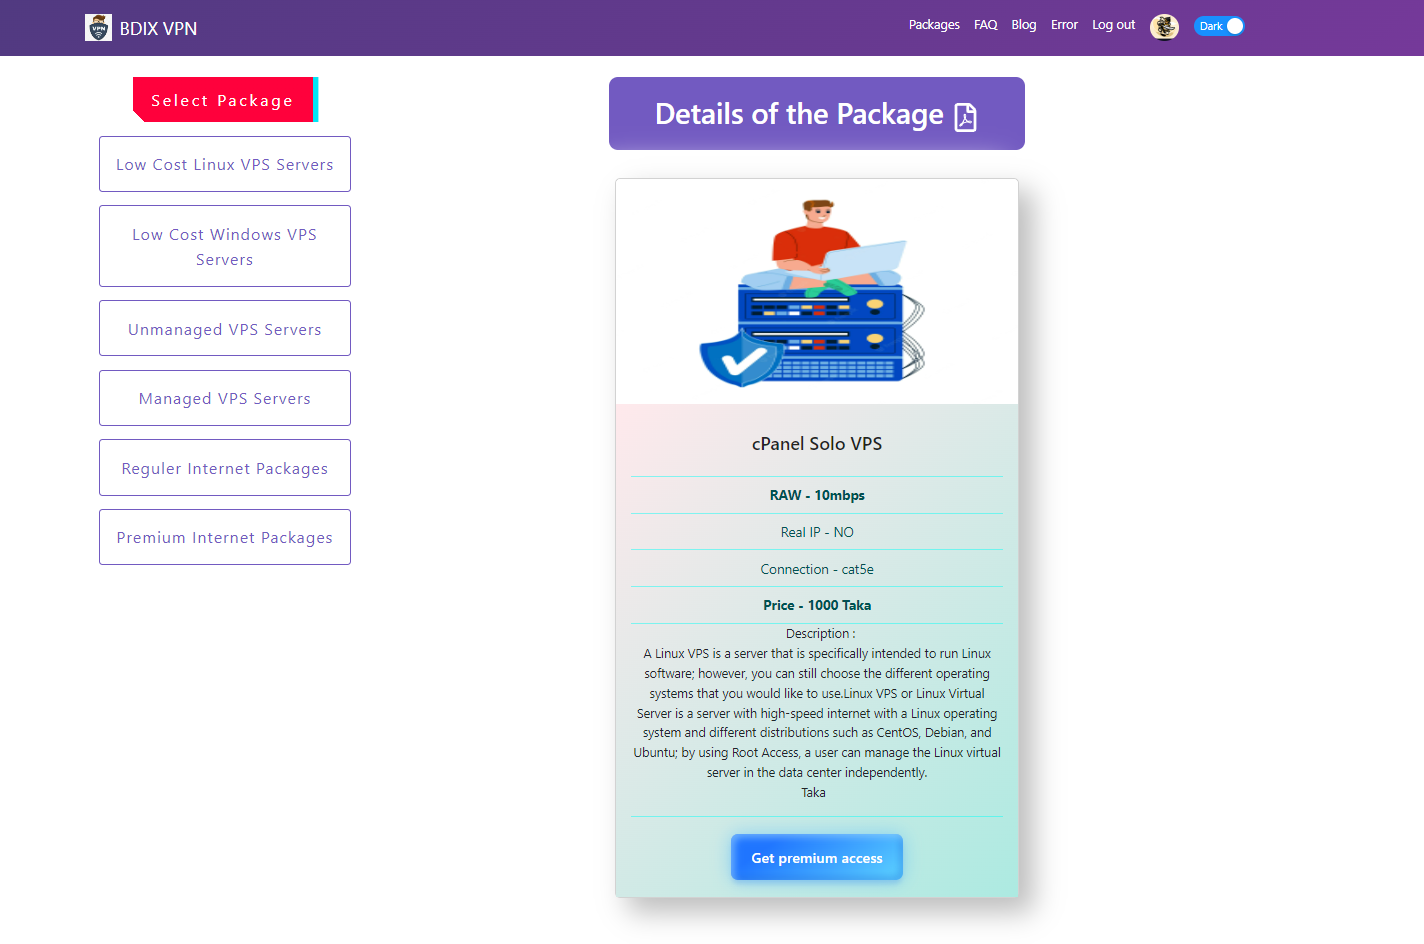 VPN
BDIX VPN
Packages
FAQ
Blog
Error
Log out
Dark
Select Package
Low Cost Linux VPS Servers
Low Cost Windows VPS
Servers
Unmanaged VPS Servers
Managed VPS Servers
Reguler Internet Packages
Premium Internet Packages
Details of the Package
cPanel Solo VPS
RAW - 10mbps
Real IP - NO
Connection - cat5e
Price - 1000 Taka
Description :
A Linux VPS is a server that is specifically intended to run Linux
software; however, you can still choose the different operating
systems that you would like to use.Linux VPS or Linux Virtual
Server is a server with high-speed internet with a Linux operating
system and different distributions such as CentOS, Debian, and
Ubuntu; by using Root Access, a user can manage the Linux virtual
server in the data center independently.
Taka
Get premium access